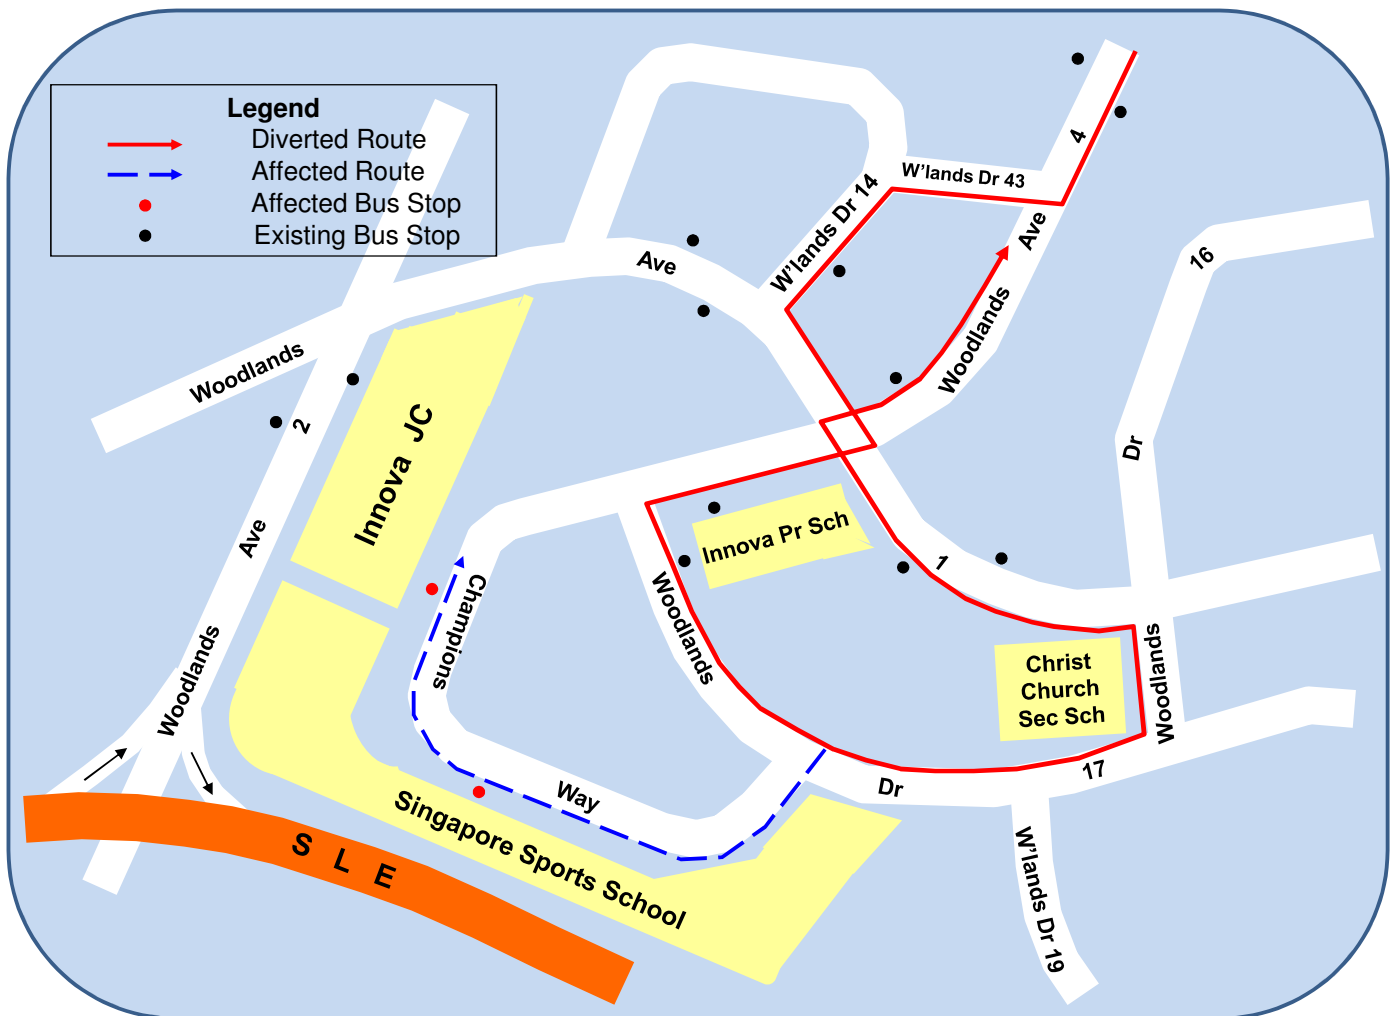 Legend
Diverted Route
Affected Route
Affected Bus Stop
Existing Bus Stop
4
W'lands Dr 43
W'lands Dr 14
Ave
Ave
16
Woodlands
Woodlands
2
Innova JC
Dr
Ave
Innova Pr Sch
1
Champions
Woodlands
Woodlands
Woodlands
Christ
Church
Sec Sch
Way
Dr
17
Singapore Sports School
S L E
W'lands Dr 19